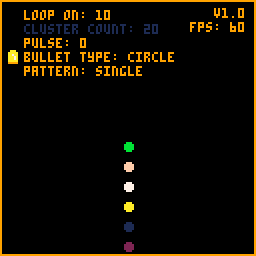 LOOP ON: 10
V1.0
CLUSTER COUNT: 20
FPS: 60
PULSE: 0
BULLET TYPE: CIRCLE
PATTERN: SINGLE